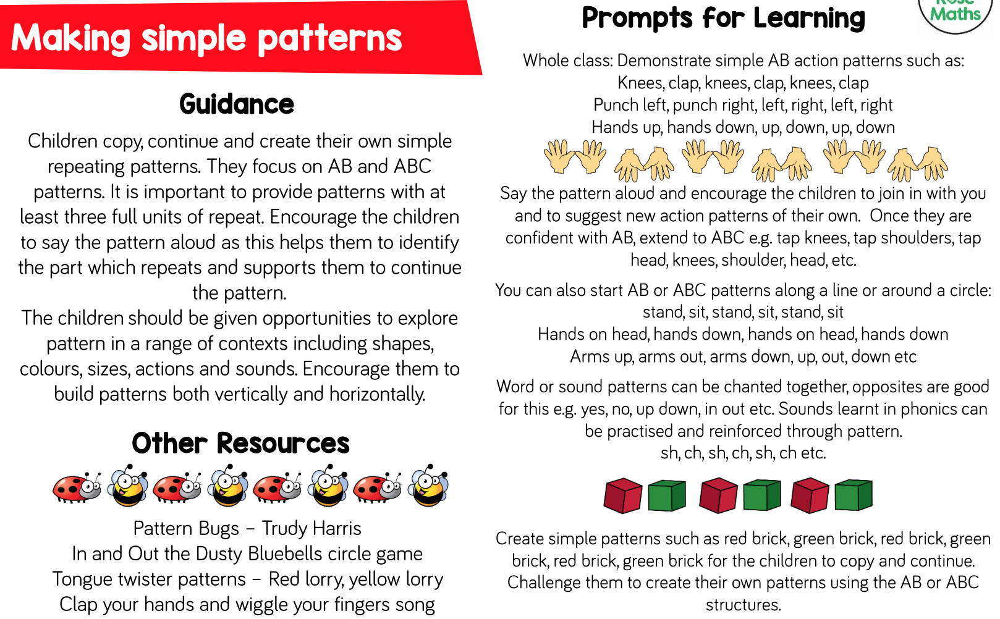 Making simple patterns
Guidance
Children copy, continue and create their own simple
repeating patterns. They focus on AB and ABC
patterns. It is important to provide patterns with at
least three full units of repeat. Encourage the children
to say the pattern aloud as this helps them to identify
the part which repeats and supports them to continue
the pattern.
The children should be given opportunities to explore
pattern in a range of contexts including shapes,
colours, sizes, actions and sounds. Encourage them to
build patterns both vertically and horizontally.
Other Resources
Pattern Bugs – Trudy Harris
In and Out the Dusty Bluebells circle game
Tongue twister patterns – Red lorry, yellow lorry
Clap your hands and wiggle your fingers song
Prompts for Learning
Rose
Maths
Whole class: Demonstrate simple AB action patterns such as:
Knees, clap, knees, clap, knees, clap
Punch left, punch right, left, right, left, right
Hands up, hands down, up, down, up, down
Say the pattern aloud and encourage the children to join in with you
and to suggest new action patterns of their own.  Once they are
confident with AB, extend to ABC e.g. tap knees, tap shoulders, tap
head, knees, shoulder, head, etc.
You can also start AB or ABC patterns along a line or around a circle:
stand, sit, stand, sit, stand, sit
Hands on head, hands down, hands on head, hands down
Arms up, arms out, arms down, up, out, down etc
Word or sound patterns can be chanted together, opposites are good
for this e.g. yes, no, up down, in out etc. Sounds learnt in phonics can
be practised and reinforced through pattern.
sh, ch, sh, ch, sh, ch etc.
Create simple patterns such as red brick, green brick, red brick, green
brick, red brick, green brick for the children to copy and continue.
Challenge them to create their own patterns using the AB or ABC
structures.